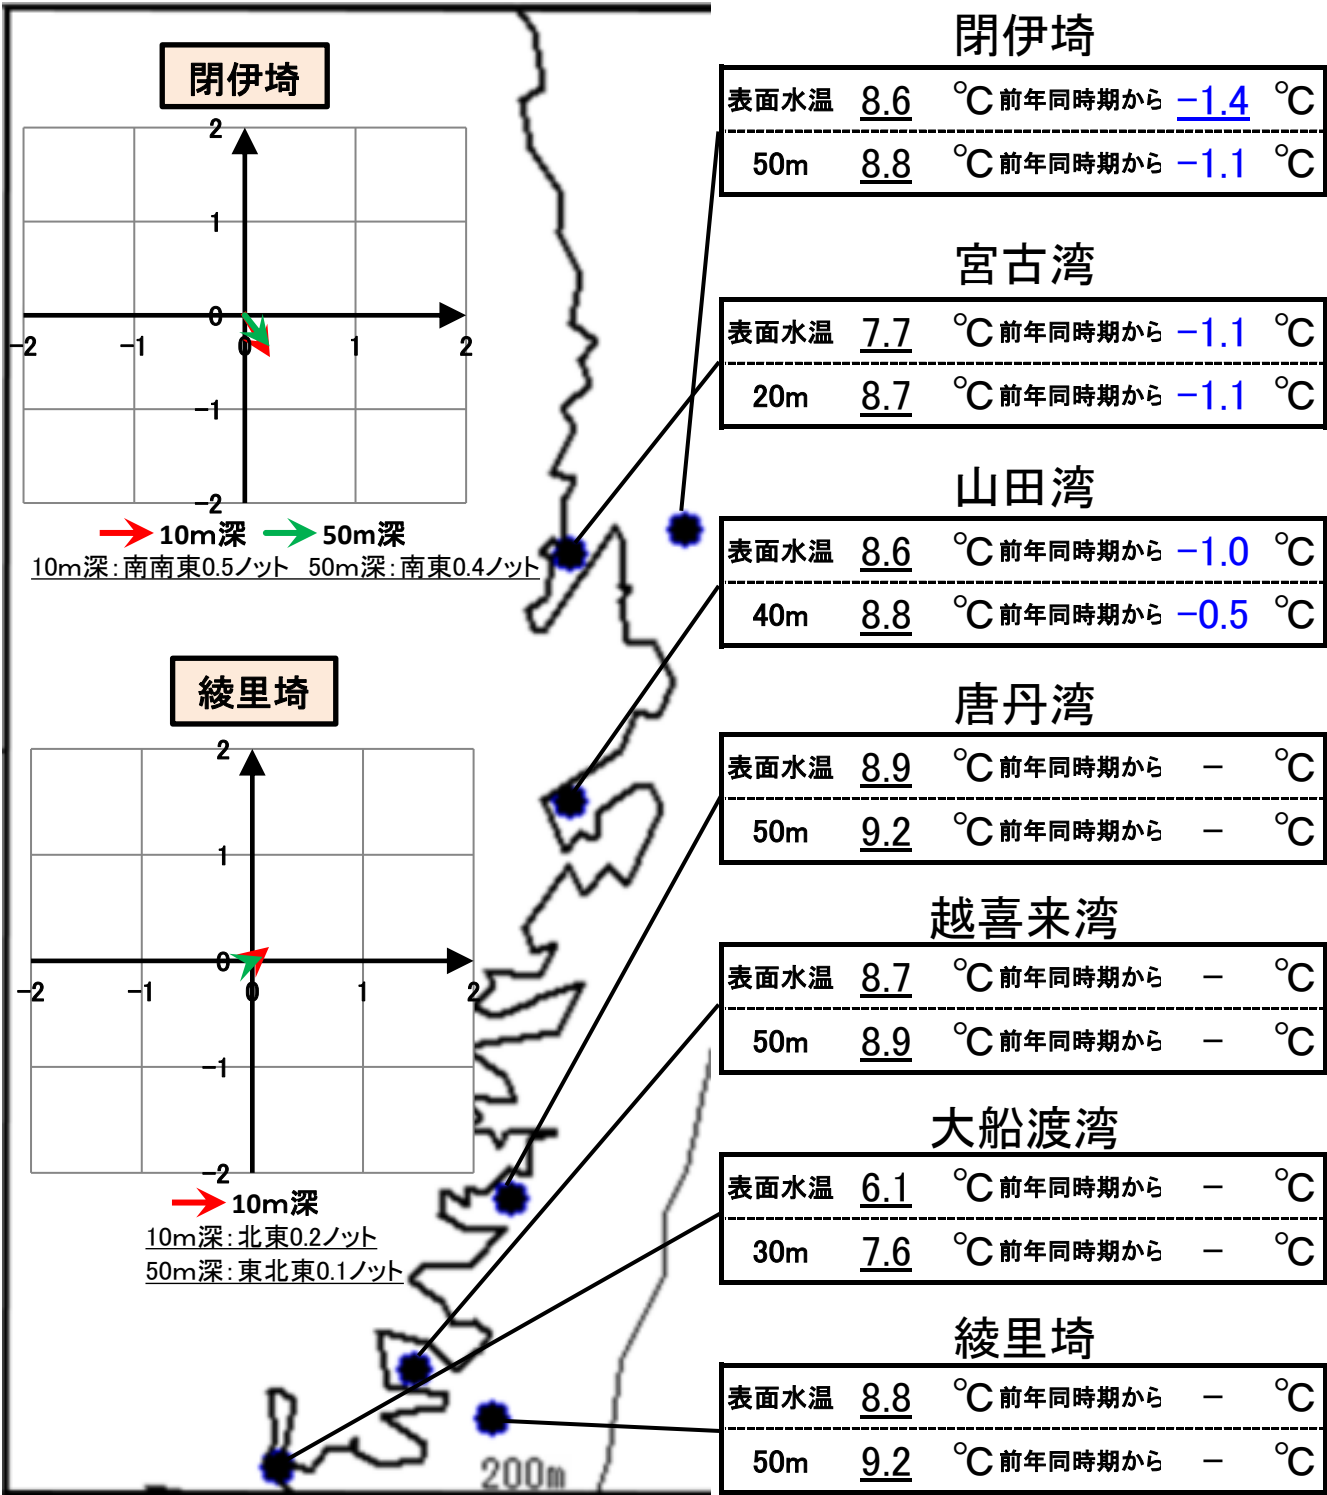 閉伊埼
2
1
0
-2
-1
0
1
2
-1
-2
10m深 50m深
10m深：南南東0.5ノット 50m深：南東0.4ノット
綾里埼
2
1
0
-2
-1
0
1
2
-1
-2
10m深
10m深：北東0.2ノット
50m深：東北東0.1ノット
200m
閉伊埼
表面水温 8.6 ℃ 前年同時期から -1.4 ℃
50m 8.8 ℃ 前年同時期から -1.1 ℃
宮古湾
表面水温 7.7 ℃ 前年同時期から -1.1 ℃
20m 8.7 ℃ 前年同時期から -1.1 ℃
山田湾
表面水温 8.6 ℃ 前年同時期から -1.0 ℃
40m 8.8 ℃ 前年同時期から -0.5 ℃
唐丹湾
表面水温 8.9 ℃ 前年同時期から - ℃
50m 9.2 ℃ 前年同時期から - ℃
越喜来湾
表面水温 8.7 ℃ 前年同時期から - ℃
50m 8.9 ℃ 前年同時期から - ℃
大船渡湾
表面水温 6.1 ℃ 前年同時期から - ℃
30m 7.6 ℃ 前年同時期から - ℃
綾里埼
表面水温 8.8 ℃ 前年同時期から - ℃
50m 9.2 ℃ 前年同時期から - ℃